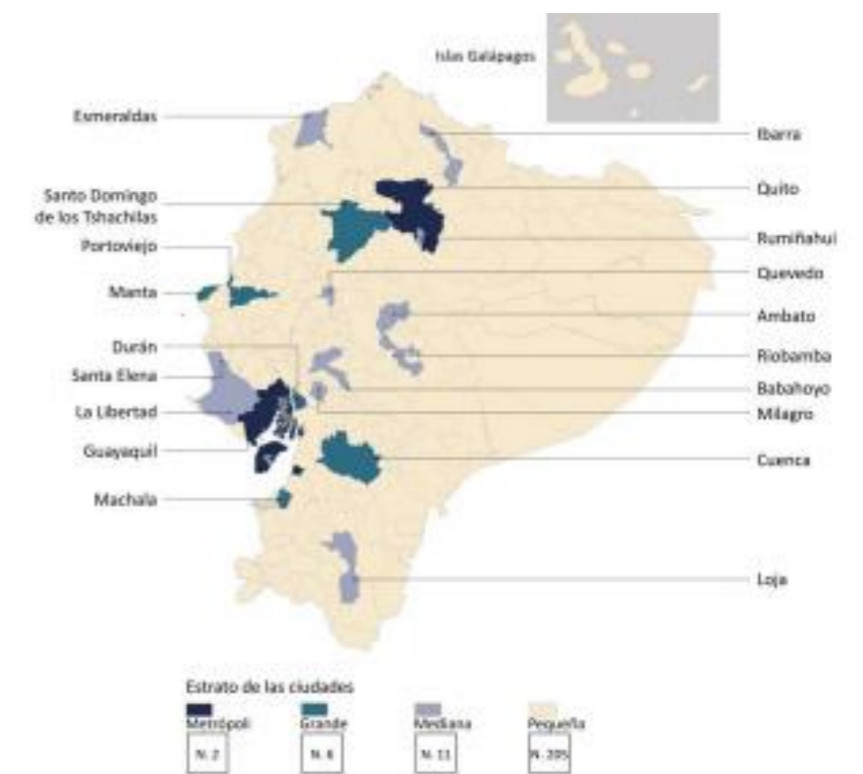 Islas Galápagos
Esmeraldas
Ibarra
Quito
Santo Domingo
de los Tshachilas
Rumiñahui
Portoviejo
Quevedo
Manta
Ambato
Durán
Riobamba
Santa Elena
Babahoyo
La Libertad
Milagro
Guayaquil
Cuenca
Machala
Loja
Estrato de las ciudades
Metrópoli Grande Mediana Pequeña
N. 2 N. 6 N. 11 N. 205